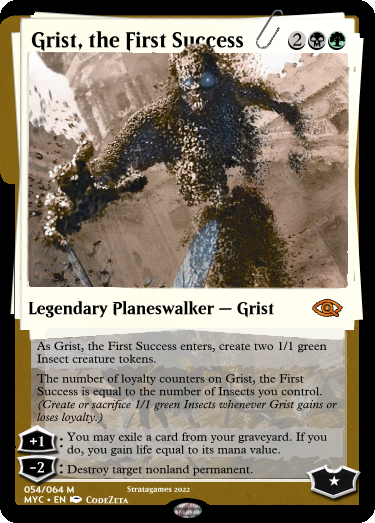 Grist, the First Success 2
Legendary Planeswalker — Grist
As Grist, the First Success enters, create two 1/1 green
Insect creature tokens.
The number of loyalty counters on Grist, the First
Success is equal to the number of Insects you control.
(Create or sacrifice 1/1 green Insects whenever Grist gains or
loses loyalty.)
+1 : You may exile a card from your graveyard. If you
do, you gain life equal to its mana value.
-2 : Destroy target nonland permanent.
054/064 M Stratagames 2022
MYC • EN CodeZeta